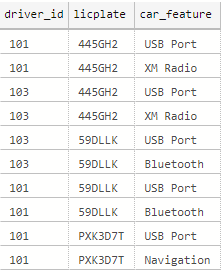 driver_id licplate car_feature
101 445GH2 USB Port
101 445GH2 XM Radio
103 445GH2 USB Port
103 445GH2 XM Radio
103 59DLLK USB Port
103 59DLLK Bluetooth
101 59DLLK USB Port
101 59DLLK Bluetooth
101 PXK3D7T USB Port
101 PXK3D7T Navigation